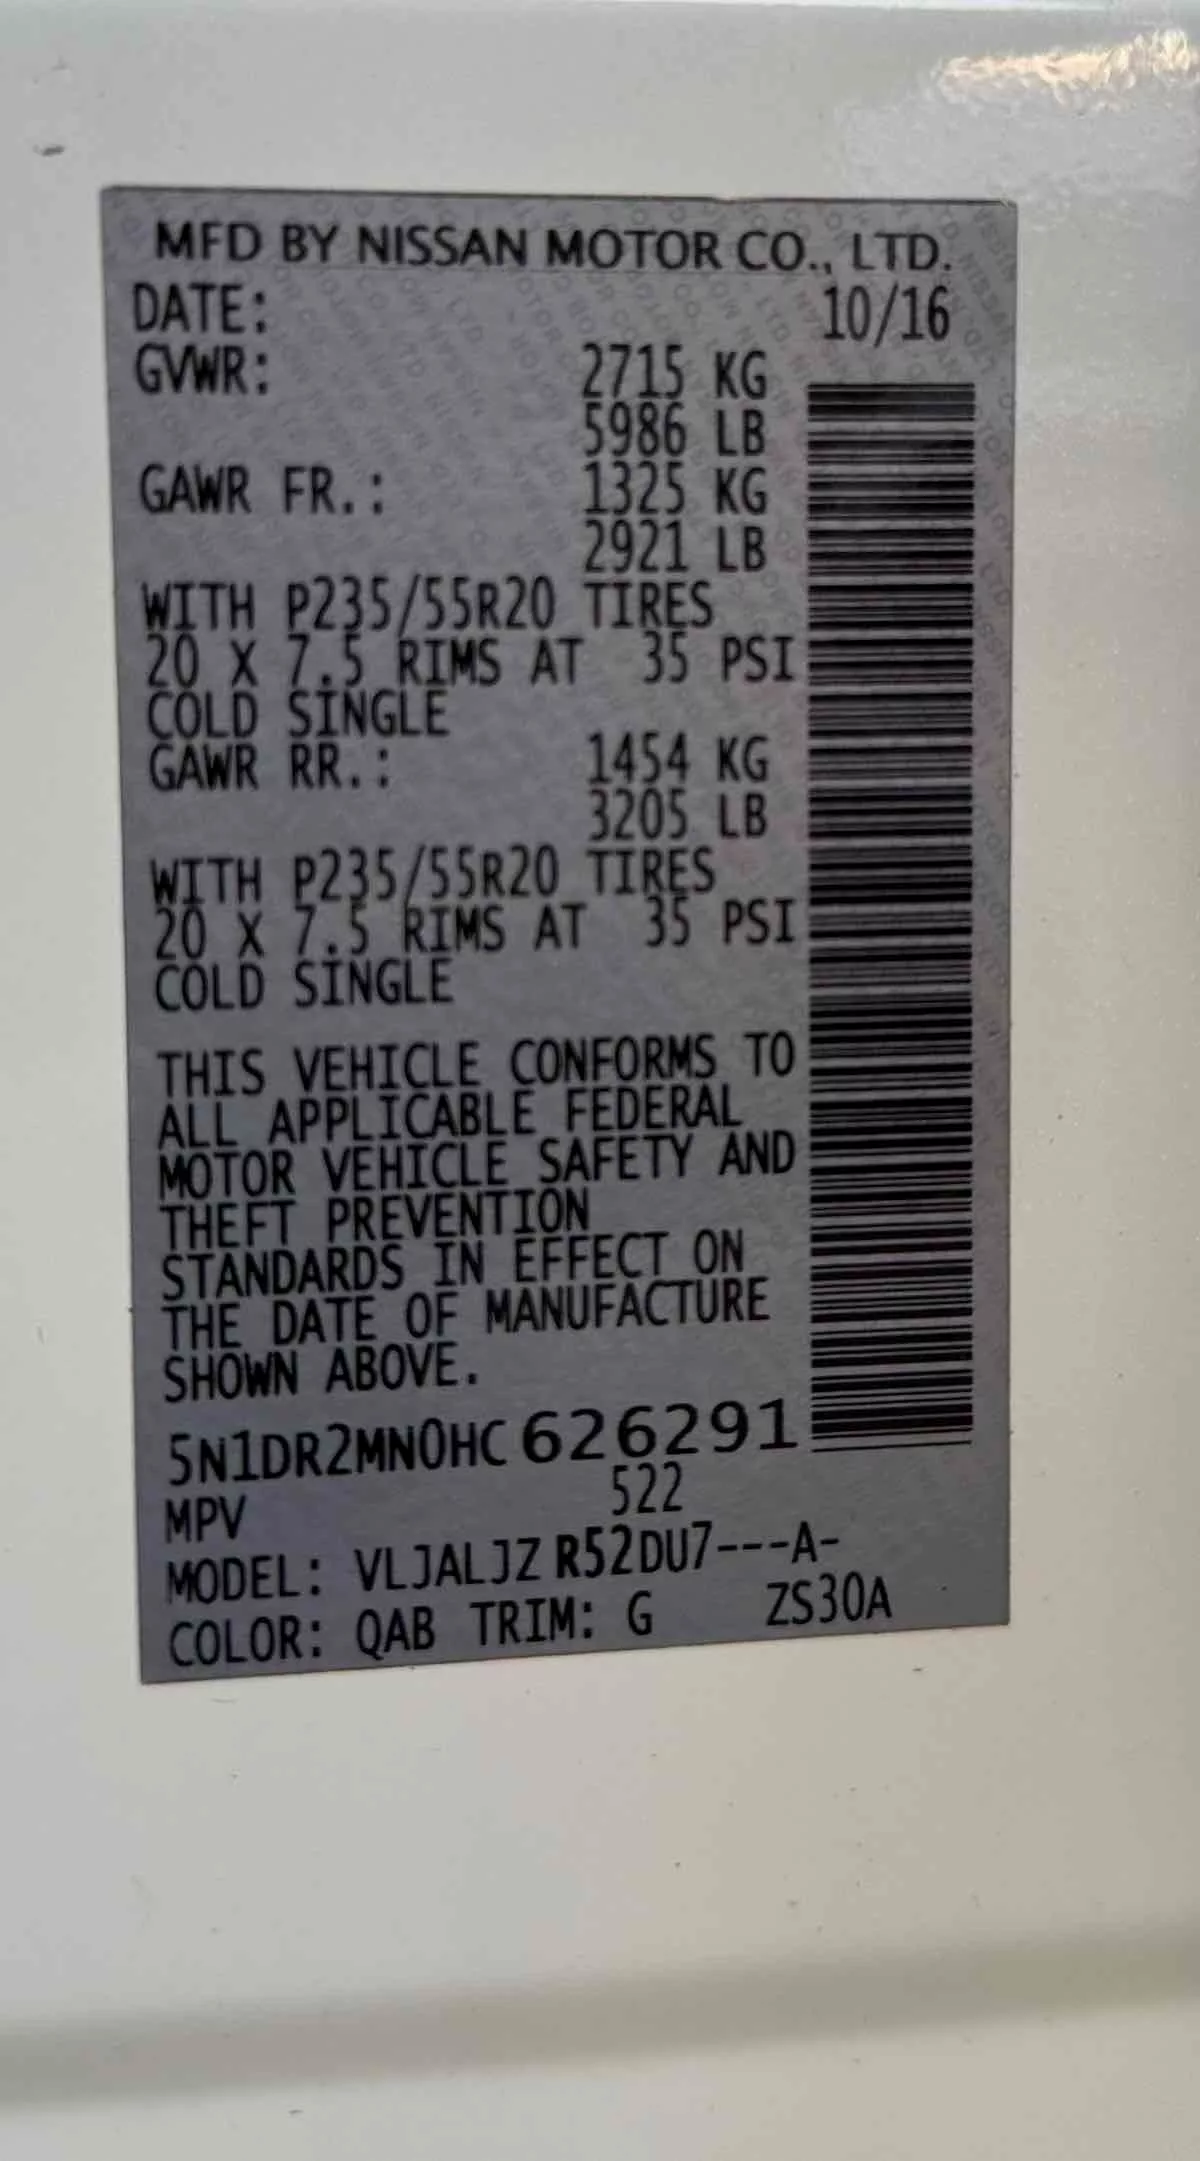 MFD BY NISSAN MOTOR CO., LTD.
DATE: 10/16
GVWR: 2715 KG
5986 LB
GAWR FR.: 1325 KG
2921 LB
WITH P235/55R20 TIRES
20 X 7.5 RIMS AT 35 PSI
COLD SINGLE
GAWR RR.: 1454 KG
3205 LB
WITH P235/55R20 TIRES
20 X 7.5 RIMS AT 35 PSI
COLD SINGLE
THIS VEHICLE CONFORMS TO
ALL APPLICABLE FEDERAL
MOTOR VEHICLE SAFETY AND
THEFT PREVENTION
STANDARDS IN EFFECT ON
THE DATE OF MANUFACTURE
SHOWN ABOVE.
5N1DR2MN0HC626291
MPV 522
MODEL: VLJALJZ R52DU7---A-
COLOR: QAB TRIM: G ZS30A